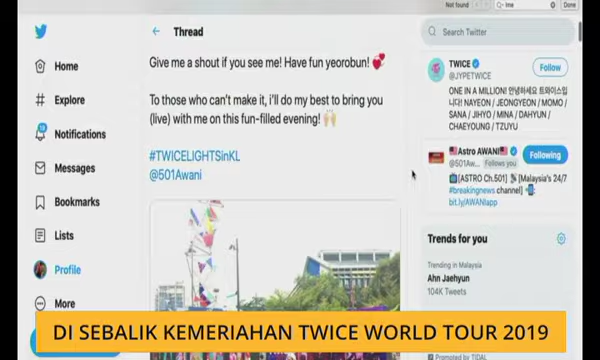 Not found
Ime
Done
Thread
Search Twitter
Give me a shout if you see me! Have fun yeorobun! 💞
To those who can't make it, i'll do my best to bring you
(live) with me on this fun-filled evening! 🙌🏻
#TWICELIGHTSinKL
@501Awani
Home
Explore
Notifications
Messages
Bookmarks
Lists
Profile
More
TWICE
@JYPETWICE
Follow
ONE IN A MILLION! 안녕하세요 트와이스입
니다! NAYEON / JEONGYEON / MOMO /
SANA / JIHYO / MINA / DAHYUN /
CHAEYOUNG / TZUYU
🇲🇾Astro AWANI🇲🇾
@501Aw... Follows you
Following
📺[ASTRO Ch.501] 📡[Malaysia's 24/7
#breakingnews channel] 📲
bit.ly/AWANIapp
Trends for you
Trending in Malaysia
Ahn Jaehyun
104K Tweets
Promoted by TIDAL
DI SEBALIK KEMERIAHAN TWICE WORLD TOUR 2019